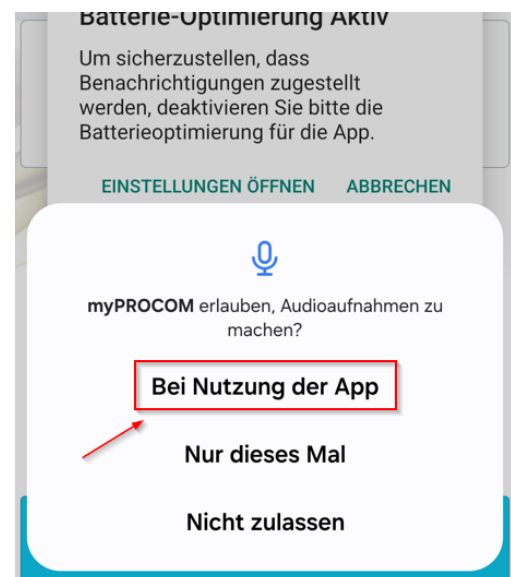 Batterie-Optimierung Aktiv
Um sicherzustellen, dass
Benachrichtigungen zugestellt
werden, deaktivieren Sie bitte die
Batterieoptimierung für die App.
EINSTELLUNGEN ÖFFNEN ABBRECHEN
myPROCOM erlauben, Audioaufnahmen zu
machen?
Bei Nutzung der App
Nur dieses Mal
Nicht zulassen